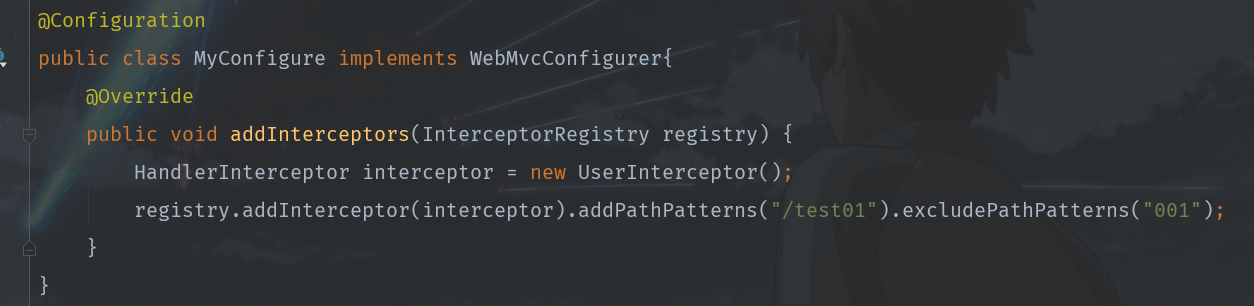 @Configuration
public class MyConfigure implements WebMvcConfigurer{
@Override
public void addInterceptors(InterceptorRegistry registry) {
HandlerInterceptor interceptor = new UserInterceptor();
registry.addInterceptor(interceptor).addPathPatterns("/test01").excludePathPatterns("001");
}
}